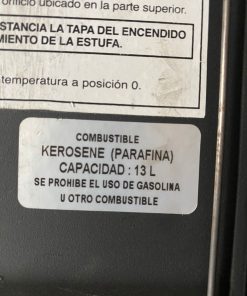 orificio ubicado en la parte superior.
STANCIA LA TAPA DEL ENCENDIDO
MIENTO DE LA ESTUFA.
temperatura a posición 0.
COMBUSTIBLE
KEROSENE (PARAFINA)
CAPACIDAD : 13 L
SE PROHIBE EL USO DE GASOLINA
U OTRO COMBUSTIBLE